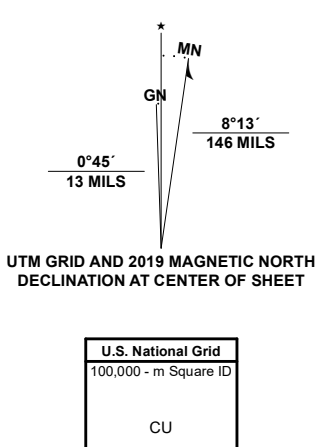 ★
MN
GN
8°13´
146 MILS
0°45´
13 MILS
UTM GRID AND 2019 MAGNETIC NORTH
DECLINATION AT CENTER OF SHEET
U.S. National Grid
100,000 - m Square ID
CU